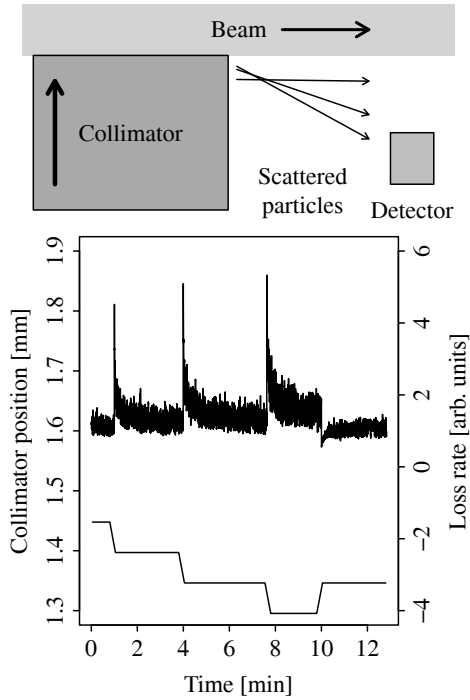 Beam
Collimator
Scattered
particles
Detector
Collimator position [mm]
1.9
1.8
1.7
1.6
1.5
1.4
1.3
6
4
2
0
−2
−4
Loss rate [arb. units]
0 2 4 6 8 10 12
Time [min]